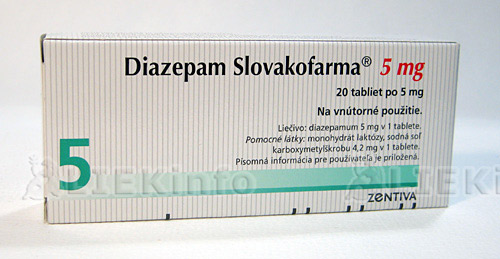 Diazepam Slovakofarma® 5 mg
20 tabliet po 5 mg
Na vnútorné použitie.
Liečivo: diazepamum 5 mg v 1 tablete.
Pomocné látky: monohydrát laktózy, sodná soľ
karboxymetylškrobu 4,2 mg v 1 tablete.
Písomná informácia pre používateľa je priložená.
5
ZENTIVA
LIEKinfo
LIEKi